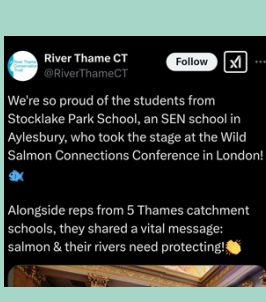 River Thame CT
@RiverThameCT
Follow
We're so proud of the students from
Stocklake Park School, an SEN school in
Aylesbury, who took the stage at the Wild
Salmon Connections Conference in London!
🐟
Alongside reps from 5 Thames catchment
schools, they shared a vital message:
salmon & their rivers need protecting!👏